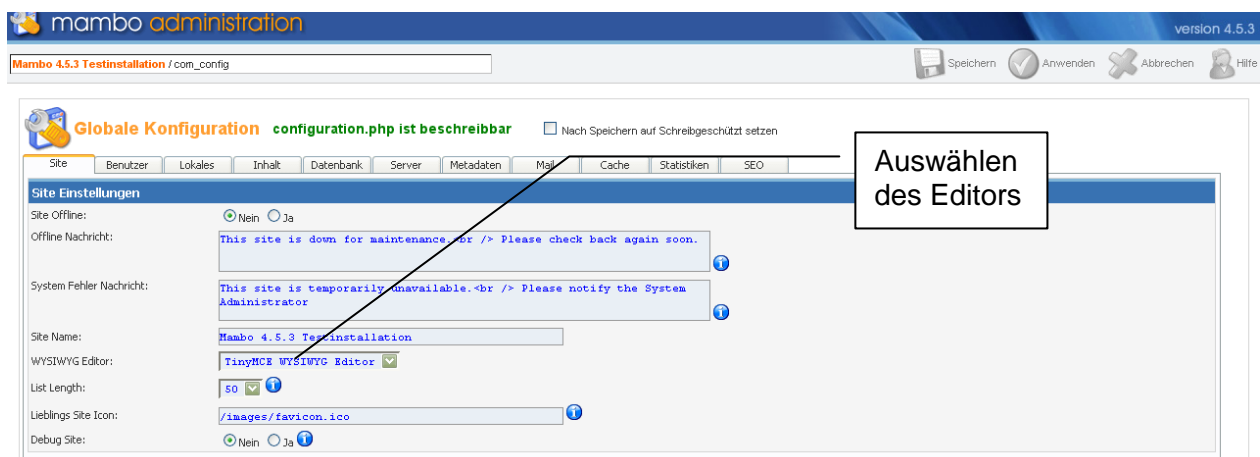 mambo administration
version 4.5.3
Mambo 4.5.3 Testinstallation / com_config
Speichern Anwenden Abbrechen Hilfe
Globale Konfiguration configuration.php ist beschreibbar Nach Speichern auf Schreibgeschützt setzen
Auswählen
des Editors
Site Benutzer Lokales Inhalt Datenbank Server Metadaten Mail Cache Statistiken SEO
Site Einstellungen
Site Offline: Nein Ja
Offline Nachricht: This site is down for maintenance.<br /> Please check back again soon.
System Fehler Nachricht: This site is temporarily unavailable.<br /> Please notify the System
Administrator
Site Name: Mambo 4.5.3 Testinstallation
WYSIWYG Editor: TinyMCE WYSIWYG Editor
List Length: 50
Lieblings Site Icon: /images/favicon.ico
Debug Site: Nein Ja